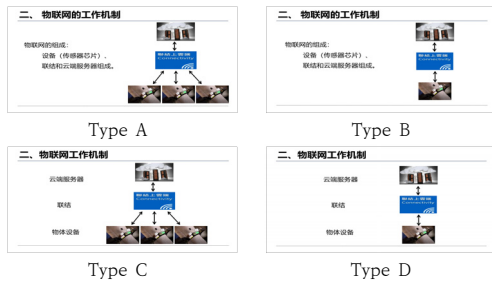 二、 物联网的工作机制
物联网的组成:
设备（传感器芯片）、
联结和云端服务器组成。
Connectivity
Type A
二、 物联网的工作机制
物联网的组成:
设备（传感器芯片）、
联结和云端服务器组成。
Connectivity
Type B
二、物联网工作机制
云端服务器
联结
Connectivity
物体设备
Type C
二、物联网工作机制
云端服务器
联结
Connectivity
物体设备
Type D